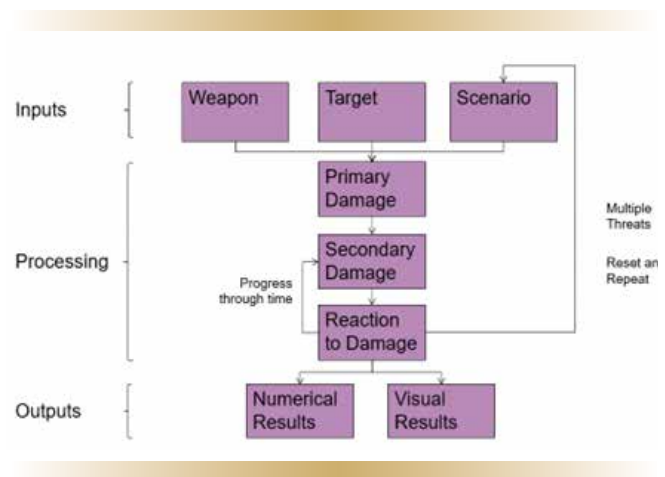 Inputs
Weapon
Target
Scenario
Processing
Primary
Damage
Secondary
Damage
Reaction
to Damage
Progress
through time
Multiple
Threats
Reset an
Repeat
Outputs
Numerical
Results
Visual
Results